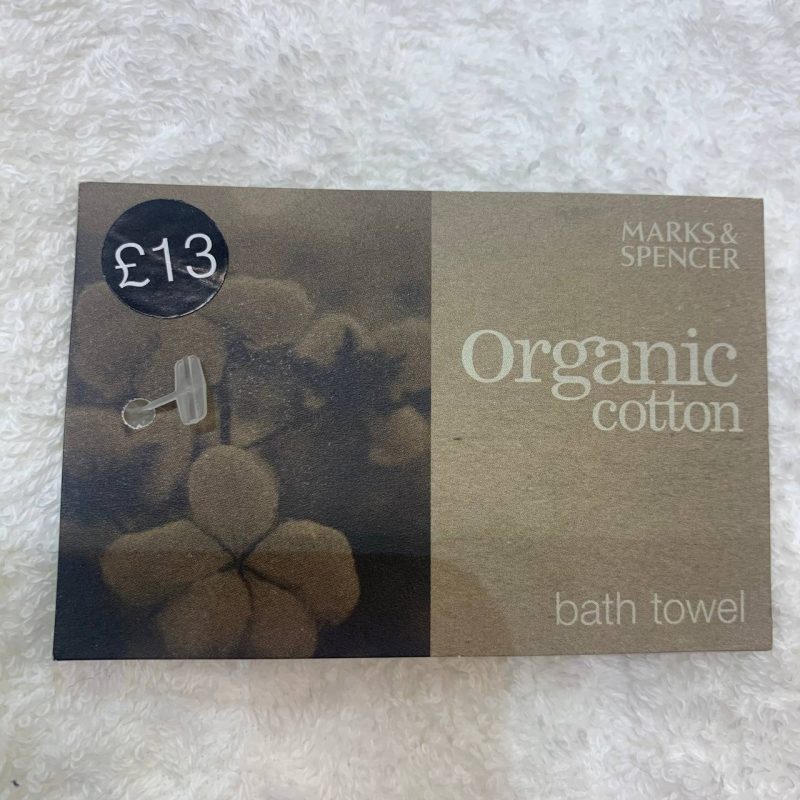 £13
MARKS &
SPENCER
Organic
cotton
bath towel